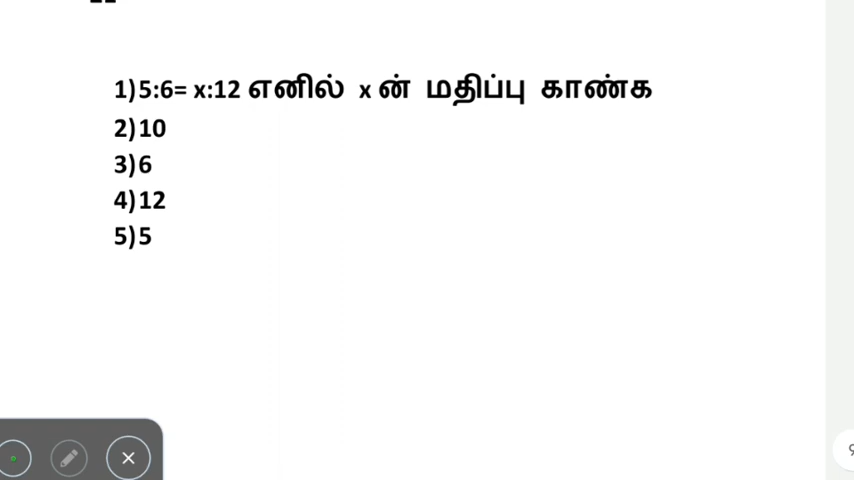 1)5:6= x:12 எனில் x ன் மதிப்பு காண்க
2)10
3)6
4)12
5)5